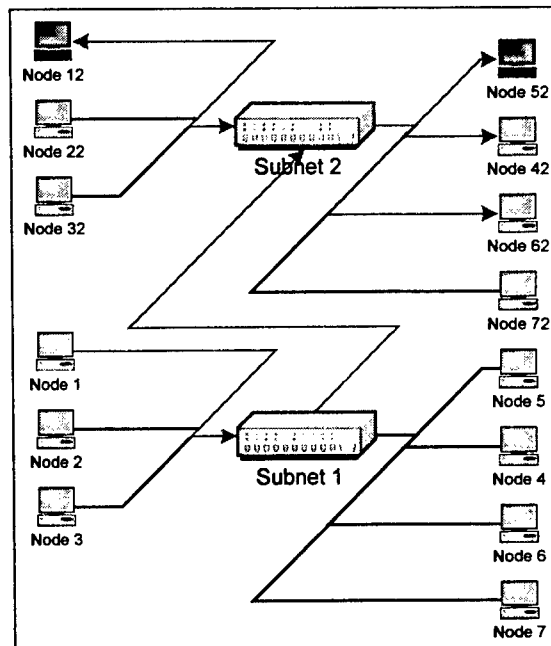 Node 12
Node 52
Node 22
Subnet 2
Node 42
Node 32
Node 62
Node 72
Node 1
Node 5
Node 2
Subnet 1
Node 4
Node 3
Node 6
Node 7